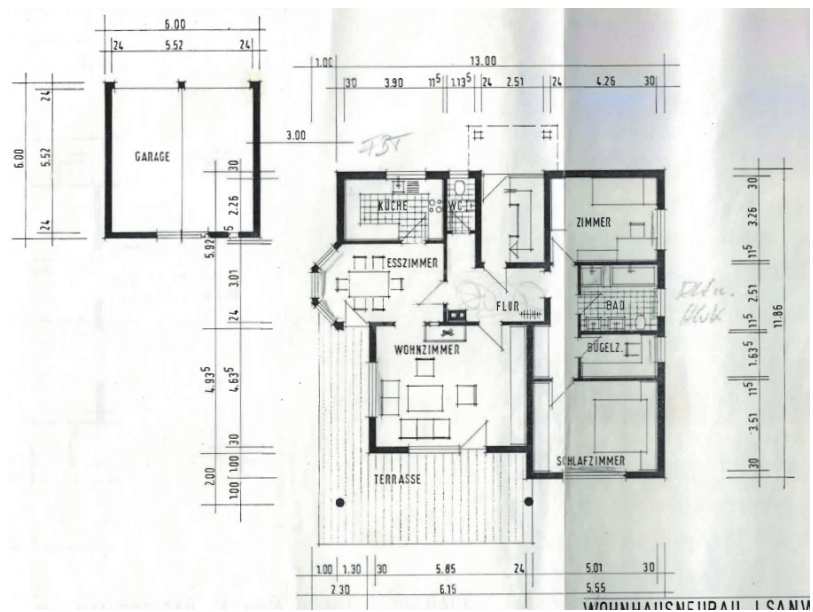 6.00
24 5.52 24
13.00
1.00
30 3.90 11⁵ 1.13⁵ 24 2.51 24 4.26 30
6.00
24
5.52
24
3.00
GARAGE
30
2.26
5.92⁵
3.01
24
4.93⁵
4.63⁵
30
2.00
1.00
1.00
KÜCHE
WC
ZIMMER
ESSZIMMER
FLUR
BAD
WOHNZIMMER
BÜGELZ.
SCHLAFZIMMER
TERRASSE
30
3.26
11⁵
2.51
11⁵
1.63⁵
11⁵
3.51
30
11.86
1.00 1.30 30 5.85 24 5.01 30
2.30 6.15 5.55
WOHNHAUSNEUBAU